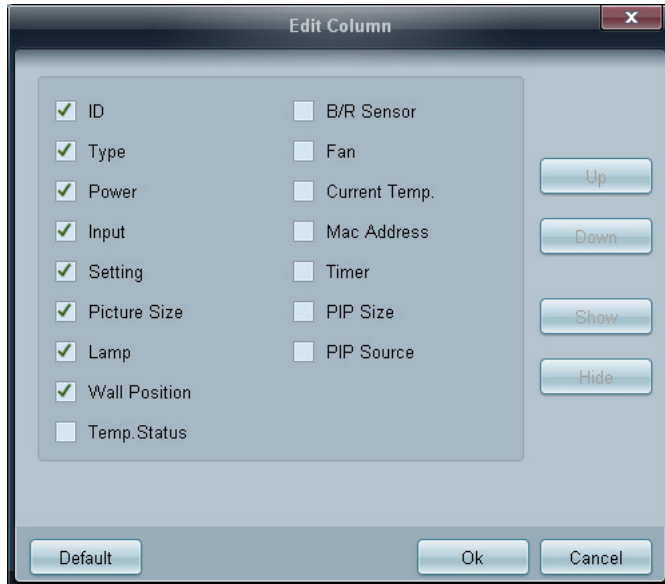 Edit Column
ID
Type
Power
Input
Setting
Picture Size
Lamp
Wall Position
Temp.Status
B/R Sensor
Fan
Current Temp.
Mac Address
Timer
PIP Size
PIP Source
Up
Down
Show
Hide
Default
Ok
Cancel